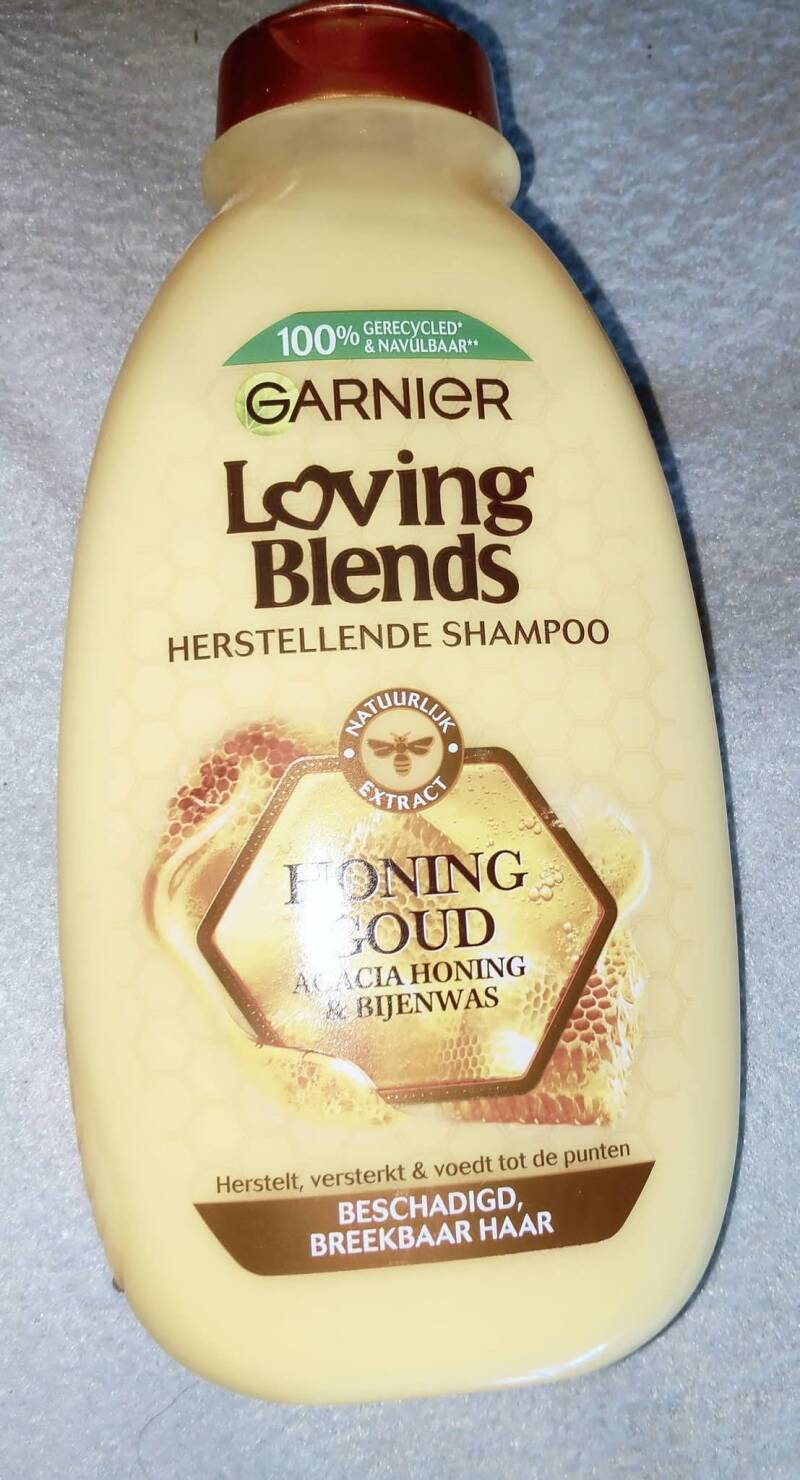 100% GERECYCLED*
& NAVULBAAR**
GARNIER
Loving
Blends
HERSTELLENDE SHAMPOO
NATUURLIJK
EXTRACT
HONING
GOUD
ACACIA HONING
& BIJENWAS
Herstelt, versterkt & voedt tot de punten
BESCHADIGD,
BREEKBAAR HAAR